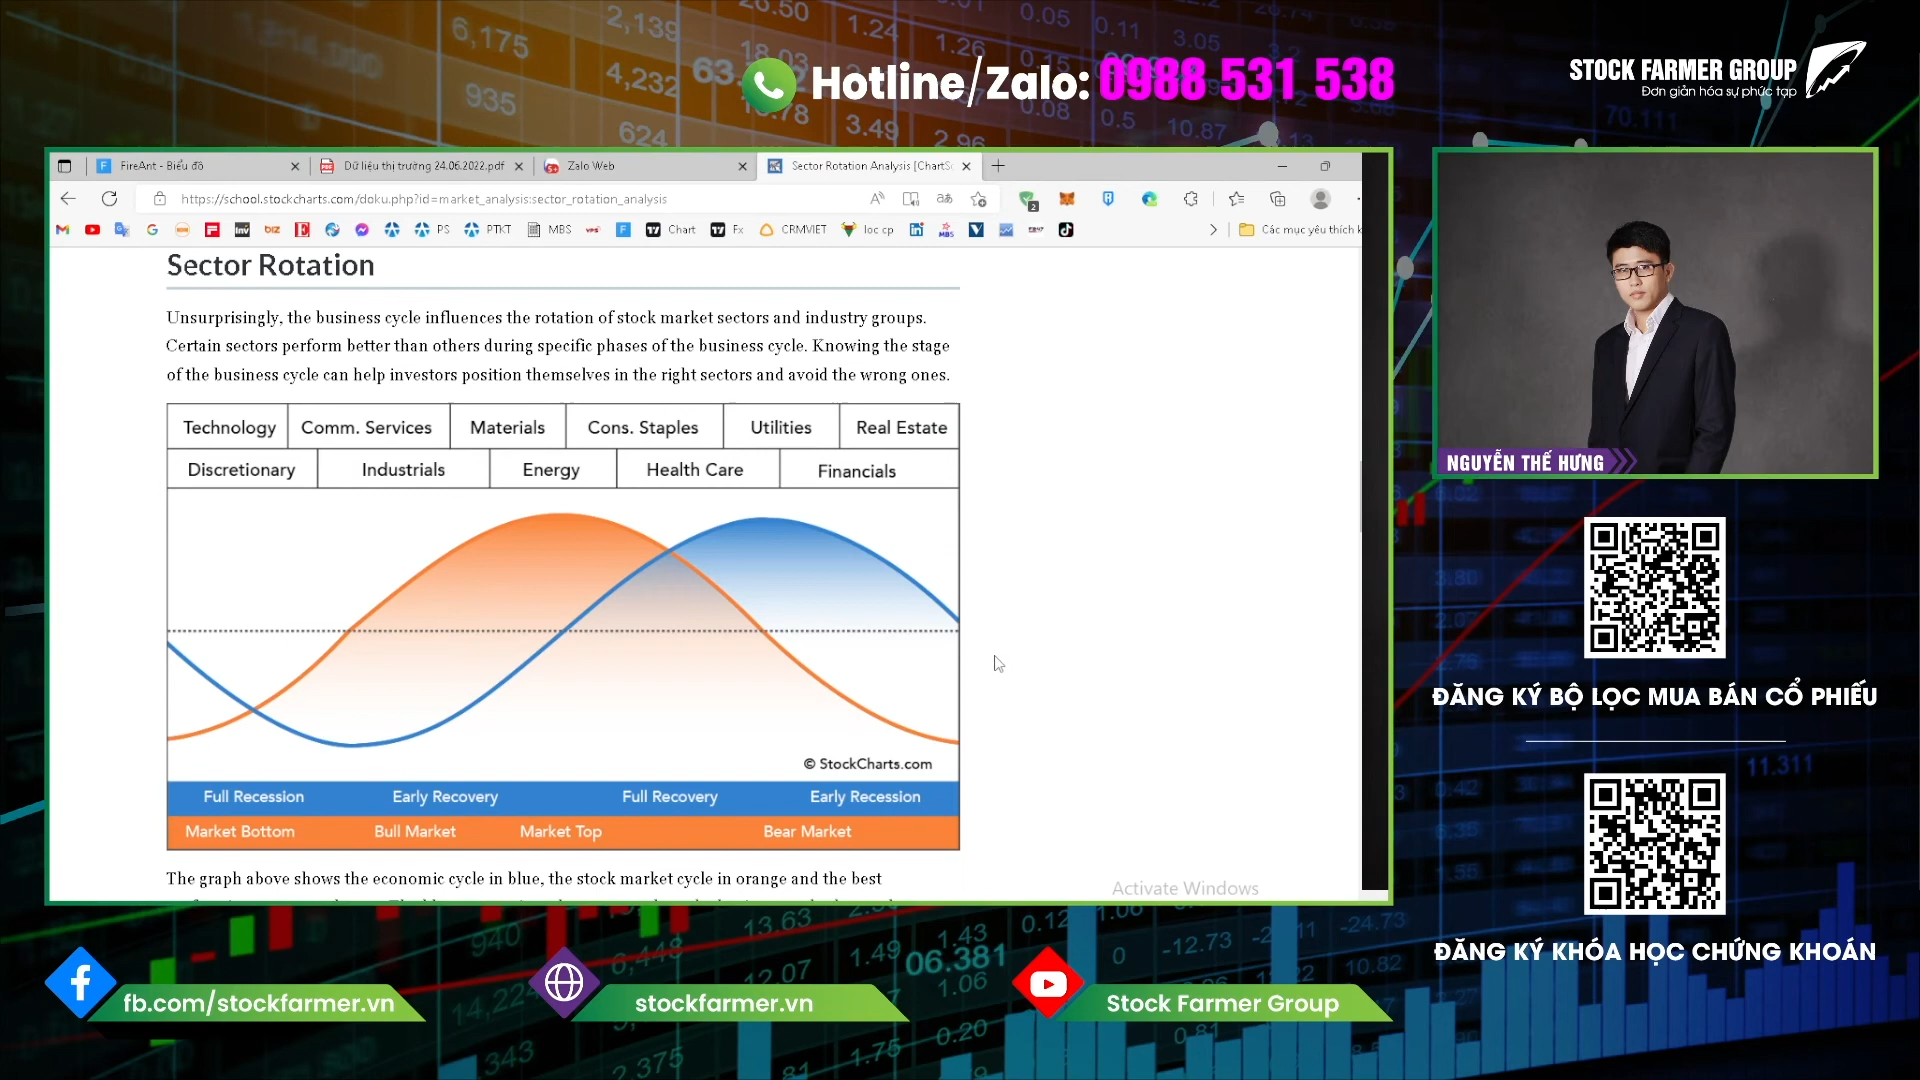 Hotline/Zalo: 0988 531 538
STOCK FARMER GROUP
Đơn giản hóa sự phức tạp
FireAnt - Biểu đồ
Dữ liệu thị trường 24.06.2022.pdf
Zalo Web
Sector Rotation Analysis [ChartSc
https://school.stockcharts.com/doku.php?id=market_analysis:sector_rotation_analysis
PS
PTKT
MBS
Chart
Fx
CRMVIET
loc cp
Các mục yêu thích k
Sector Rotation
Unsurprisingly, the business cycle influences the rotation of stock market sectors and industry groups.
Certain sectors perform better than others during specific phases of the business cycle. Knowing the stage
of the business cycle can help investors position themselves in the right sectors and avoid the wrong ones.
Technology Comm. Services Materials Cons. Staples Utilities Real Estate
Discretionary Industrials Energy Health Care Financials
© StockCharts.com
Full Recession Early Recovery Full Recovery Early Recession
Market Bottom Bull Market Market Top Bear Market
The graph above shows the economic cycle in blue, the stock market cycle in orange and the best
Activate Windows
NGUYỄN THẾ HƯNG
ĐĂNG KÝ BỘ LỌC MUA BÁN CỔ PHIẾU
ĐĂNG KÝ KHÓA HỌC CHỨNG KHOÁN
fb.com/stockfarmer.vn
stockfarmer.vn
Stock Farmer Group